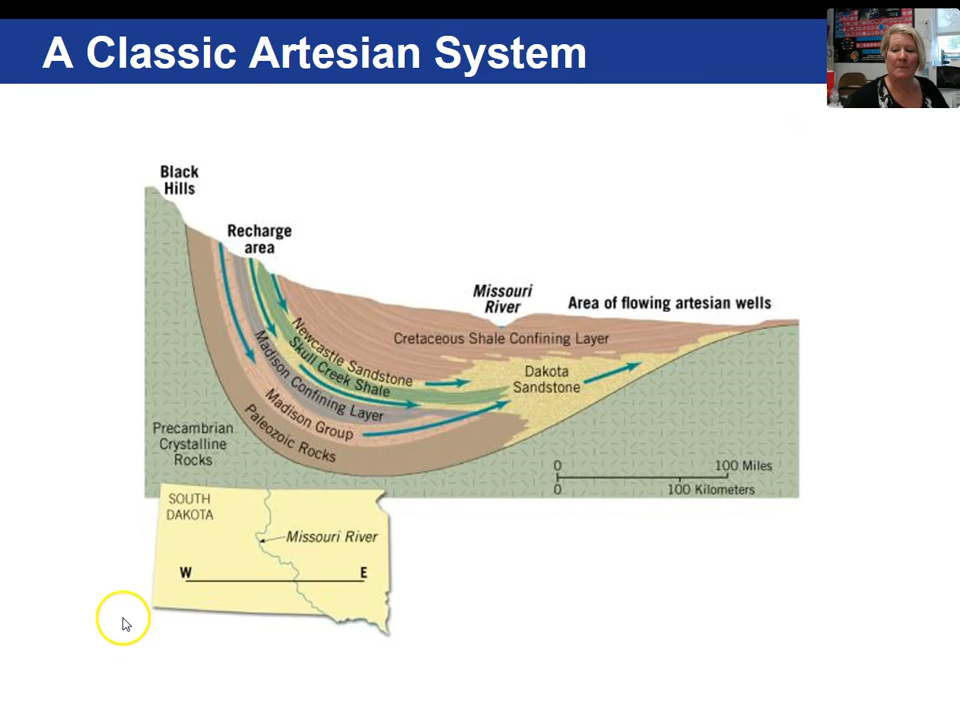 A Classic Artesian System
Black
Hills
Recharge
area
Missouri
River
Area of flowing artesian wells
Cretaceous Shale Confining Layer
Newcastle Sandstone
Skull Creek Shale
Dakota
Sandstone
Madison Confining Layer
Madison Group
Paleozoic Rocks
Precambrian
Crystalline
Rocks
0 100 Miles
0 100 Kilometers
SOUTH
DAKOTA
Missouri River
W E